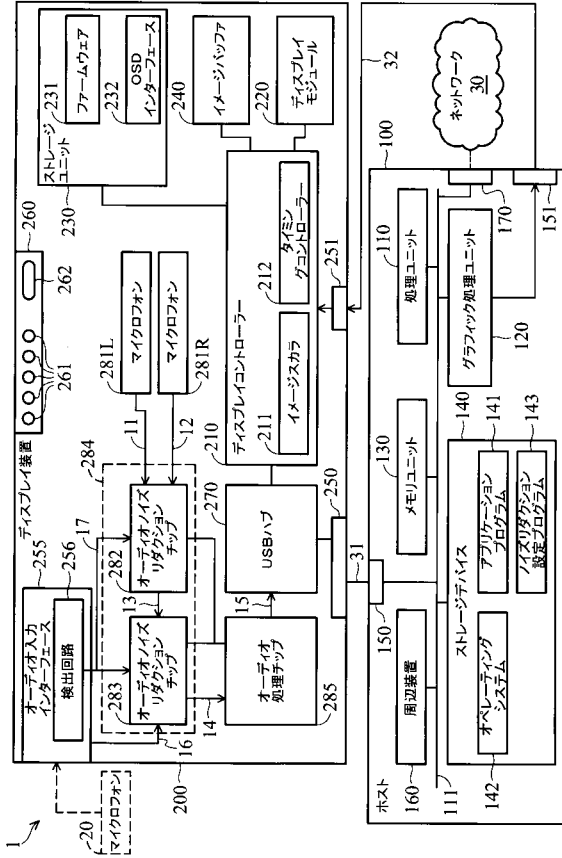 1
20
マイクロフォン
200
ディスプレイ装置
255
オーディオ入力
インターフェース
256
検出回路
17
284
260
261
262
283
オーディオノイズ
リダクション
チップ
282
オーディオノイズ
リダクション
チップ
13
11
12
16
14
281L
マイクロフォン
281R
マイクロフォン
230
ストレージ
ユニット
231
ファームウェア
232
OSD
インターフェース
240
イメージバッファ
220
ディスプレイ
モジュール
285
オーディオ
処理チップ
15
270
USBハブ
210
ディスプレイコントローラー
211
イメージスカラ
212
タイミン
グコントローラー
250
251
31
32
ホスト
100
150
160
周辺装置
111
130
メモリユニット
110
処理ユニット
120
グラフィック処理ユニット
170
151
ネットワーク
30
140
ストレージデバイス
142
オペレーティング
システム
141
アプリケーション
プログラム
143
ノイズリダクション
設定プログラム